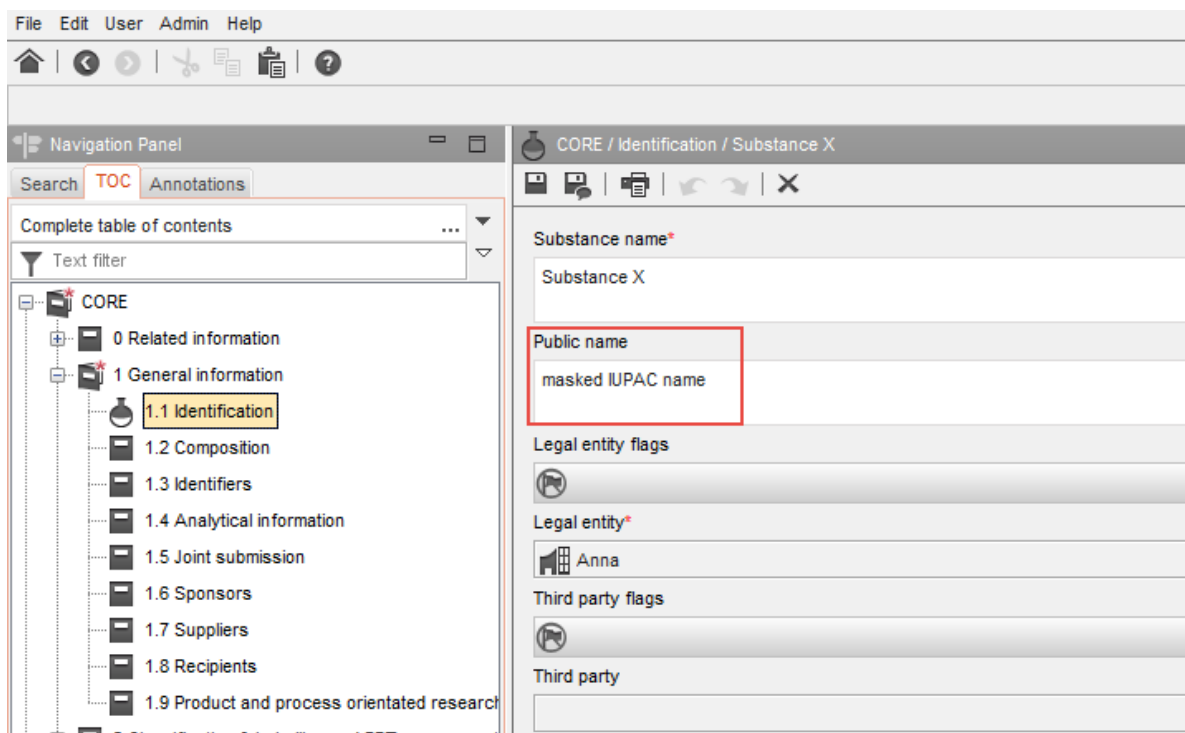 File Edit User Admin Help
Navigation Panel
Search TOC Annotations
Complete table of contents ...
Text filter
CORE
0 Related information
1 General information
1.1 Identification
1.2 Composition
1.3 Identifiers
1.4 Analytical information
1.5 Joint submission
1.6 Sponsors
1.7 Suppliers
1.8 Recipients
1.9 Product and process orientated research
CORE / Identification / Substance X
Substance name*
Substance X
Public name
masked IUPAC name
Legal entity flags
Legal entity*
Anna
Third party flags
Third party